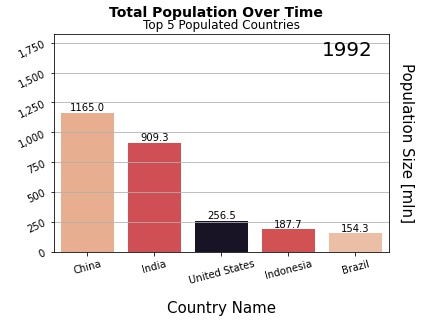 Total Population Over Time
Top 5 Populated Countries
1992
1,750
1,500
1,250
1,000
750
500
250
0
1165.0
909.3
256.5
187.7
154.3
China
India
United States
Indonesia
Brazil
Country Name
Population Size [mln]